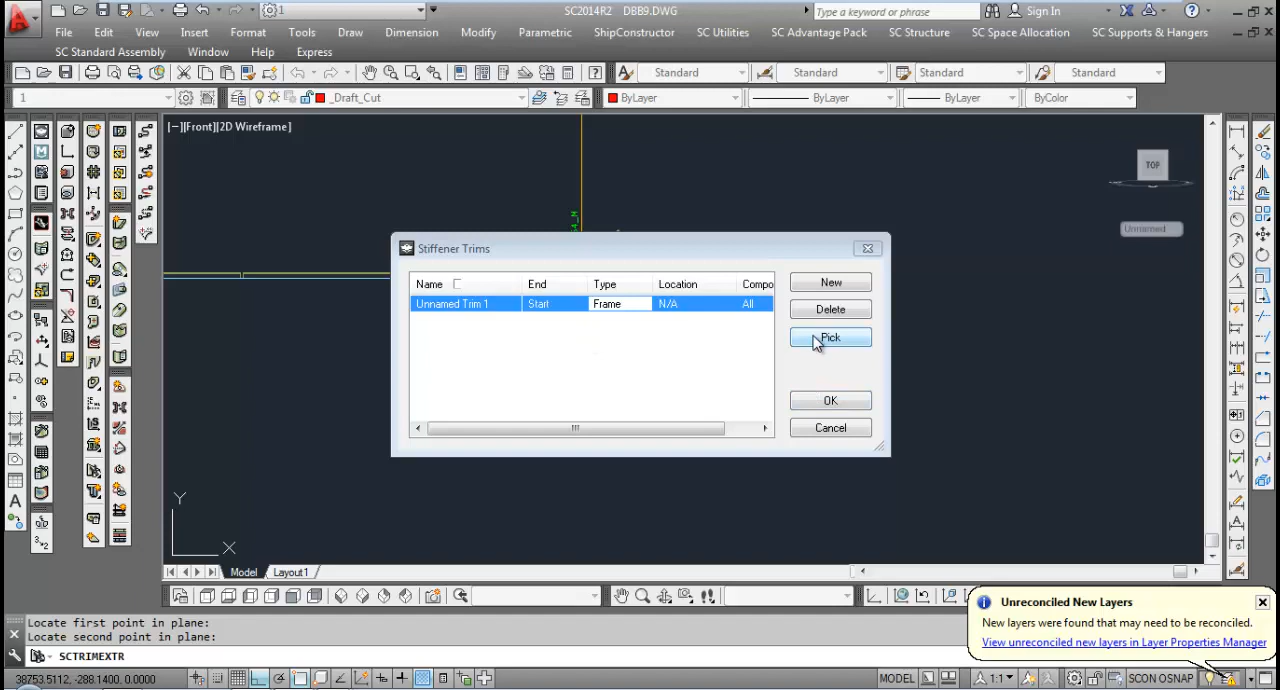 1
SC2014R2 DBB9.DWG
Type a keyword or phrase
Sign In
File Edit View Insert Format Tools Draw Dimension Modify Parametric ShipConstructor SC Utilities SC Advantage Pack SC Structure SC Space Allocation SC Supports & Hangers
SC Standard Assembly Window Help Express
Standard Standard Standard Standard
1 _Draft_Cut ByLayer ByLayer ByLayer ByColor
[−][Front][2D Wireframe]
TOP
Unnamed
Stiffener Trims
Name End Type Location Compo
Unnamed Trim 1 Start Frame N/A All
New
Delete
Pick
OK
Cancel
Y
X
Model Layout1
Unreconciled New Layers
New layers were found that may need to be reconciled.
View unreconciled new layers in Layer Properties Manager
Locate first point in plane:
Locate second point in plane:
SCTRIMEXTR
38753.5112, -288.1400, 0.0000
MODEL
1:1
SCON OSNAP